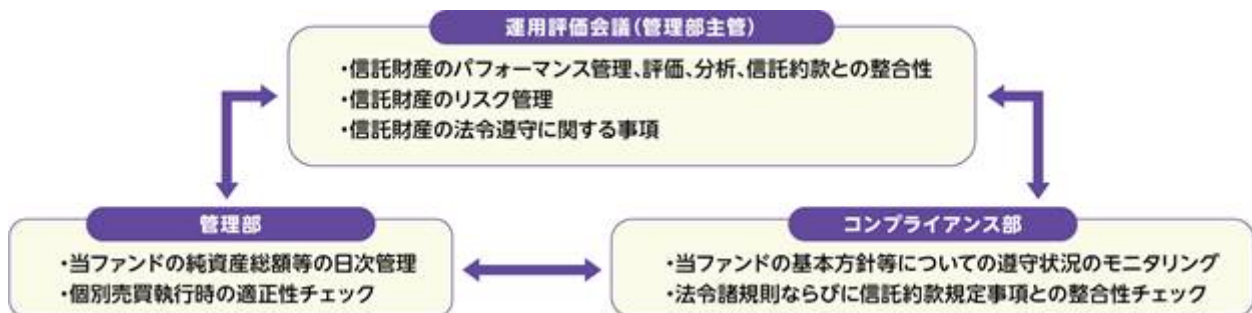 運用評価会議(管理部主管)
・信託財産のパフォーマンス管理、評価、分析、信託約款との整合性
・信託財産のリスク管理
・信託財産の法令遵守に関する事項
管理部
・当ファンドの純資産総額等の日次管理
・個別売買執行時の適正性チェック
コンプライアンス部
・当ファンドの基本方針等についての遵守状況のモニタリング
・法令諸規則ならびに信託約款規定事項との整合性チェック